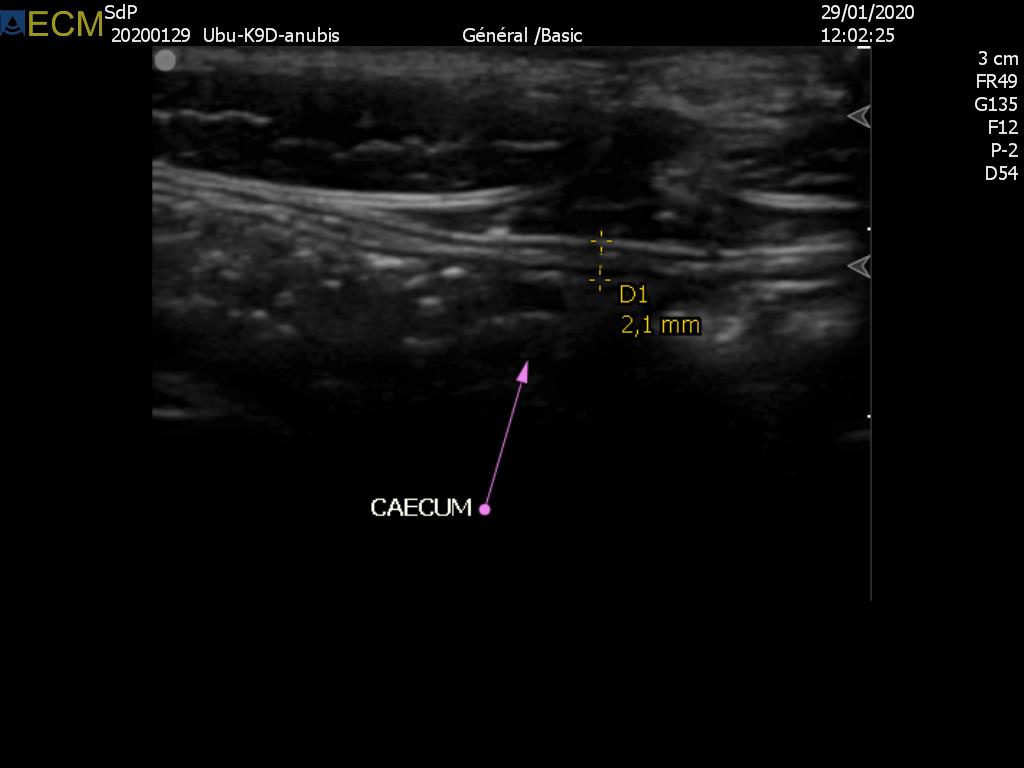 ECM SdP 29/01/2020
20200129 Ubu-K9D-anubis Général /Basic 12:02:25
3 cm
FR49
G135
F12
P-2
D54
D1
2,1 mm
CAECUM